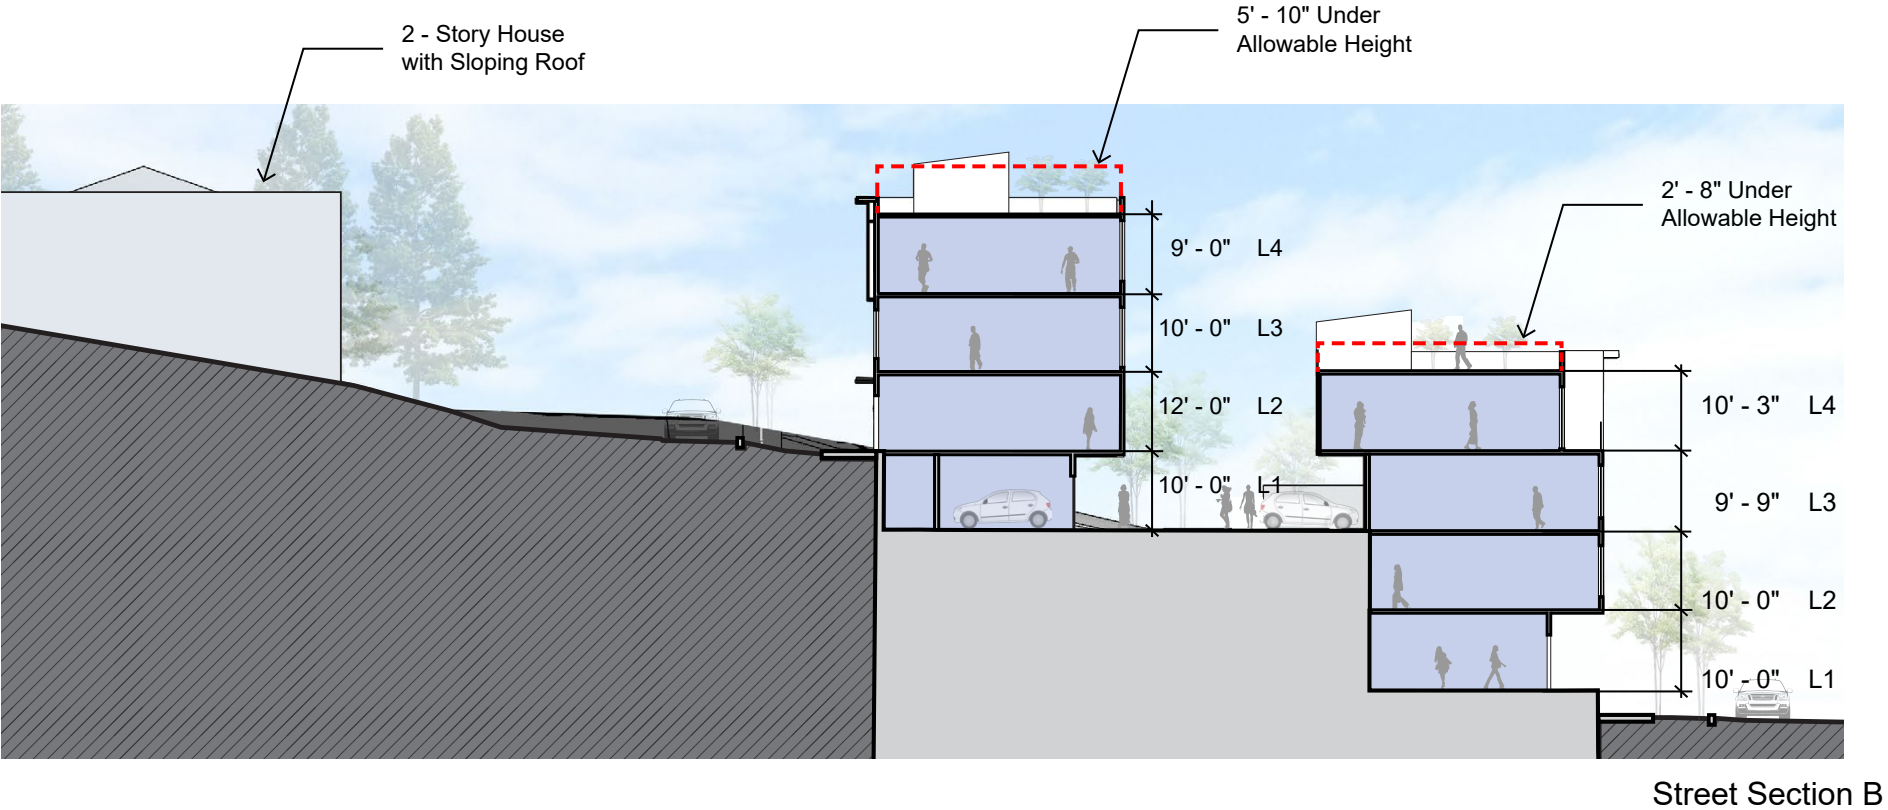 5' - 10" Under
Allowable Height
2 - Story House
with Sloping Roof
2' - 8" Under
Allowable Height
9' - 0" L4
10' - 0" L3
12' - 0" L2
10' - 0" L1
10' - 3" L4
9' - 9" L3
10' - 0" L2
10' - 0" L1
Street Section B